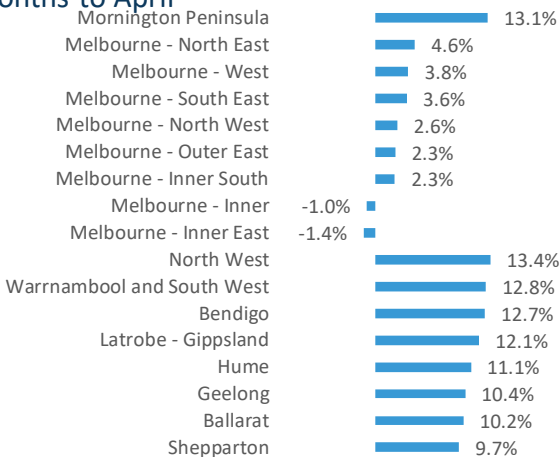 months to April
Mornington Peninsula 13.1%
Melbourne - North East 4.6%
Melbourne - West 3.8%
Melbourne - South East 3.6%
Melbourne - North West 2.6%
Melbourne - Outer East 2.3%
Melbourne - Inner South 2.3%
Melbourne - Inner -1.0%
Melbourne - Inner East -1.4%
North West 13.4%
Warrnambool and South West 12.8%
Bendigo 12.7%
Latrobe - Gippsland 12.1%
Hume 11.1%
Geelong 10.4%
Ballarat 10.2%
Shepparton 9.7%